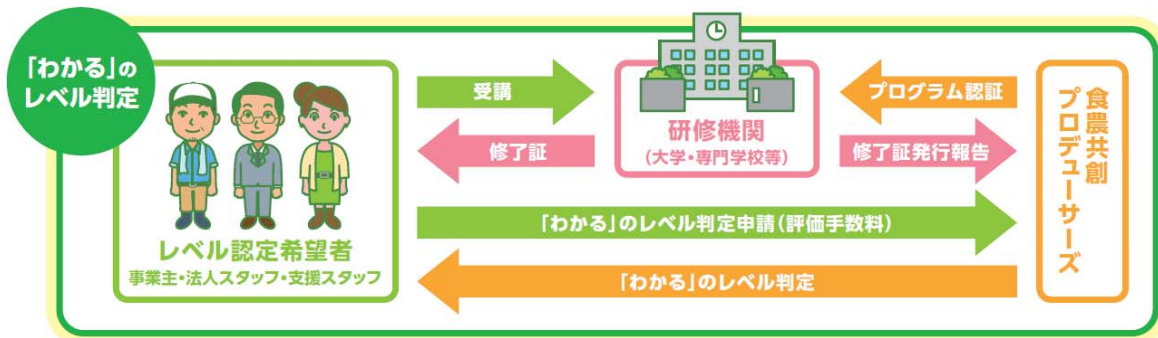 「わかる」の
レベル判定
レベル認定希望者
事業主・法人スタッフ・支援スタッフ
受講
修了証
研修機関
(大学・専門学校等)
プログラム認証
修了証発行報告
「わかる」のレベル判定申請(評価手数料)
「わかる」のレベル判定
食農共創
プロデューサーズ